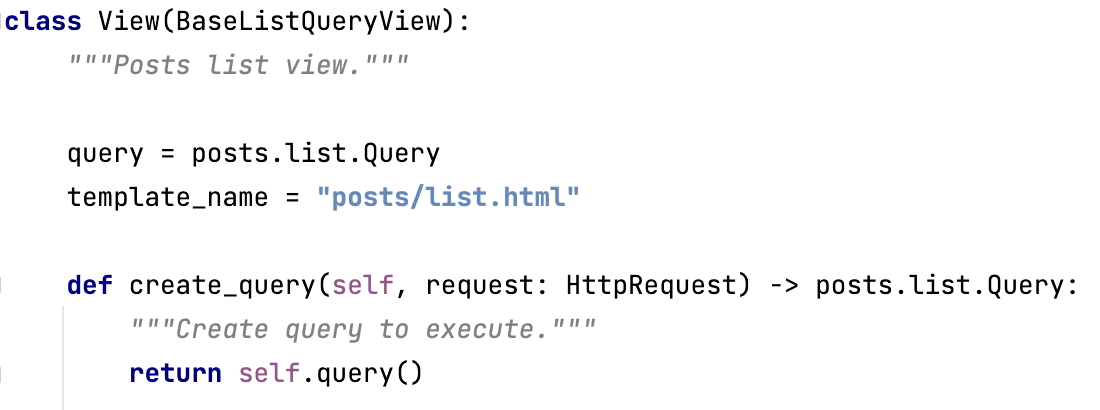 class View(BaseListQueryView):
"""Posts list view."""
query = posts.list.Query
template_name = "posts/list.html"
def create_query(self, request: HttpRequest) -> posts.list.Query:
"""Create query to execute."""
return self.query()